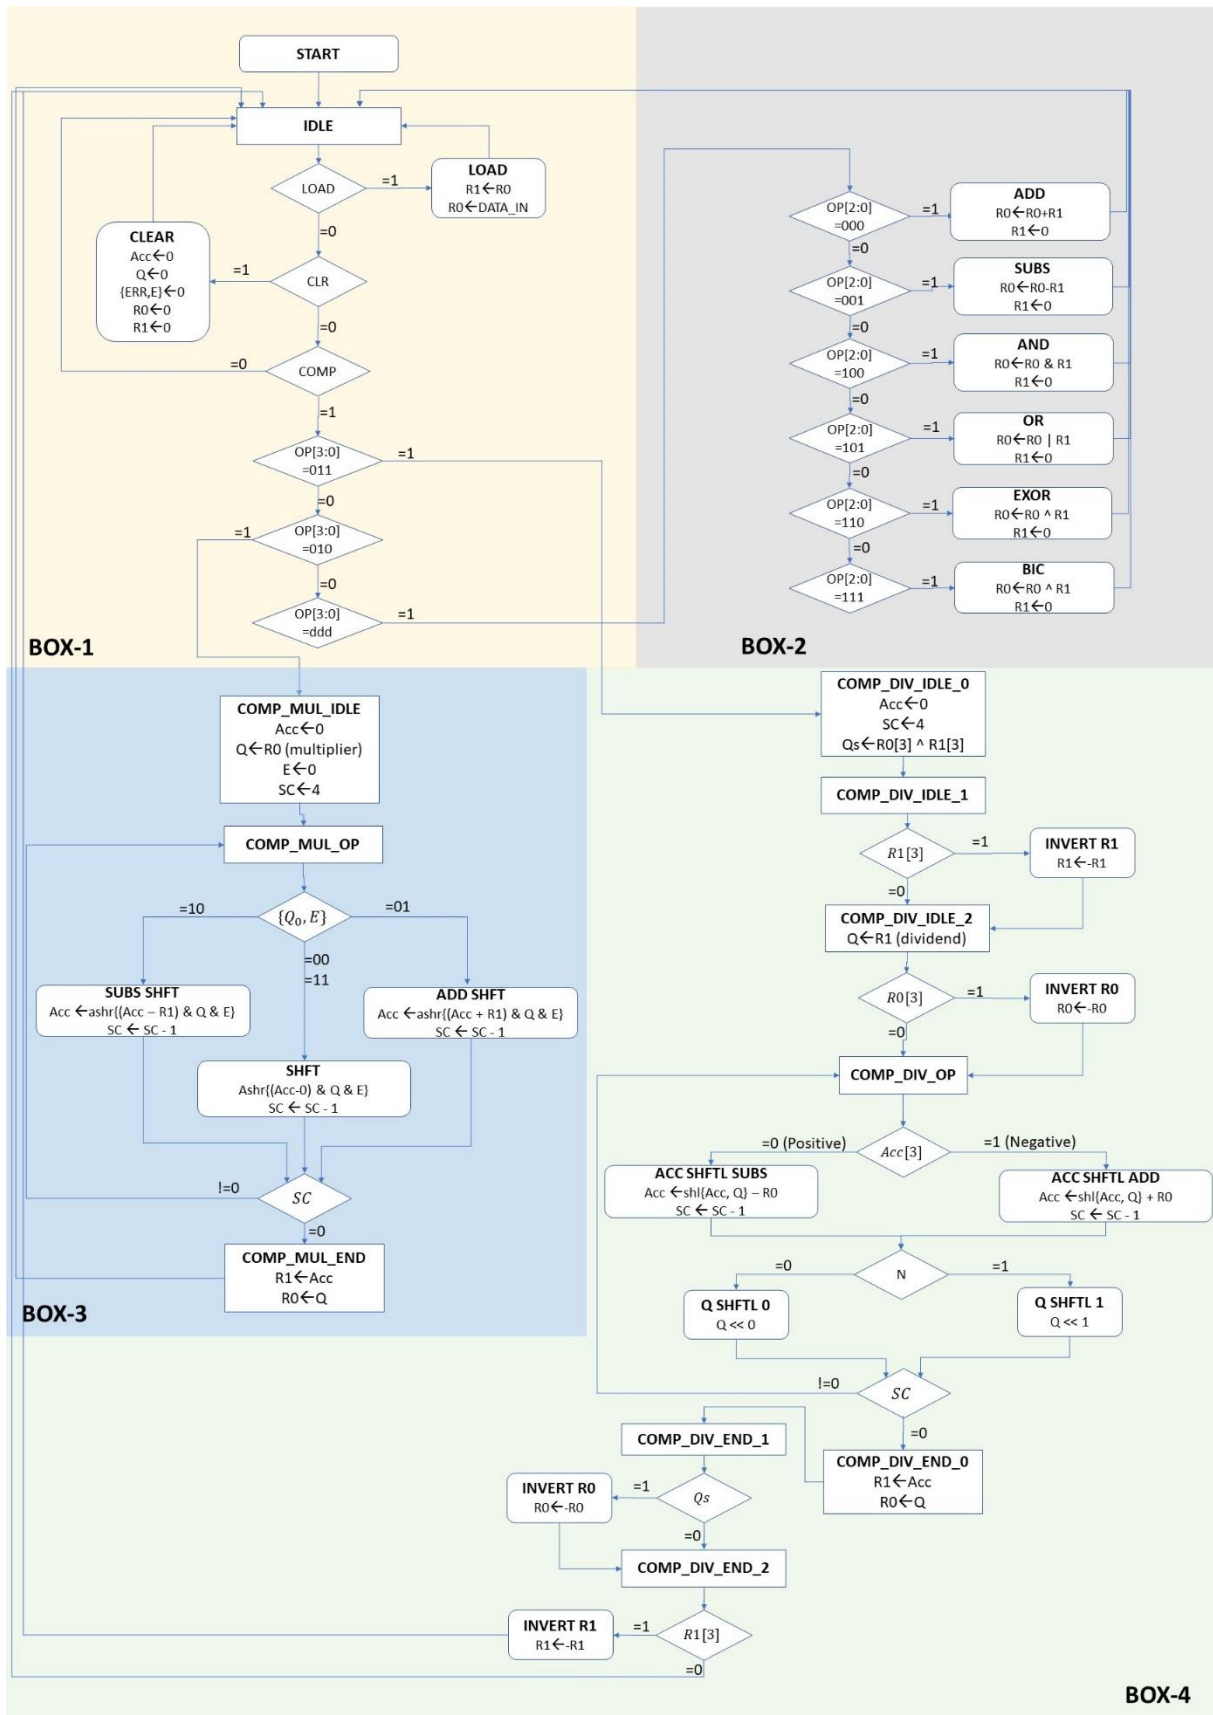 START
IDLE
LOAD
=1
LOAD
R1←R0
R0←DATA_IN
=0
CLEAR
Acc←0
Q←0
{ERR,E}←0
R0←0
R1←0
=1
CLR
=0
=0
COMP
=1
OP[3:0]
=011
=1
=0
OP[3:0]
=010
=1
=0
OP[3:0]
=ddd
=1
BOX-1
OP[2:0]
=000
=1
ADD
R0←R0+R1
R1←0
=0
OP[2:0]
=001
=1
SUBS
R0←R0-R1
R1←0
=0
OP[2:0]
=100
=1
AND
R0←R0 & R1
R1←0
=0
OP[2:0]
=101
=1
OR
R0←R0 | R1
R1←0
=0
OP[2:0]
=110
=1
EXOR
R0←R0 ^ R1
R1←0
=0
OP[2:0]
=111
=1
BIC
R0←R0 ^ R1
R1←0
BOX-2
COMP_MUL_IDLE
Acc←0
Q←R0 (multiplier)
E←0
SC←4
COMP_MUL_OP
{Q₀, E}
=10
=01
=00
=11
SUBS SHFT
Acc ←ashr{(Acc – R1) & Q & E}
SC ← SC - 1
ADD SHFT
Acc ←ashr{(Acc + R1) & Q & E}
SC ← SC - 1
SHFT
Ashr{(Acc-0) & Q & E}
SC ← SC - 1
!=0
SC
=0
COMP_MUL_END
R1←Acc
R0←Q
BOX-3
COMP_DIV_IDLE_0
Acc←0
SC←4
Qs←R0[3] ^ R1[3]
COMP_DIV_IDLE_1
R1[3]
=1
INVERT R1
R1←-R1
=0
COMP_DIV_IDLE_2
Q←R1 (dividend)
R0[3]
=1
INVERT R0
R0←-R0
=0
COMP_DIV_OP
=0 (Positive)
Acc[3]
=1 (Negative)
ACC SHFTL SUBS
Acc ←shl{Acc, Q} – R0
SC ← SC - 1
ACC SHFTL ADD
Acc ←shl{Acc, Q} + R0
SC ← SC - 1
=0
N
=1
Q SHFTL 0
Q << 0
Q SHFTL 1
Q << 1
!=0
SC
=0
COMP_DIV_END_0
R1←Acc
R0←Q
COMP_DIV_END_1
INVERT R0
R0←-R0
=1
Qs
=0
COMP_DIV_END_2
INVERT R1
R1←-R1
=1
R1[3]
=0
BOX-4